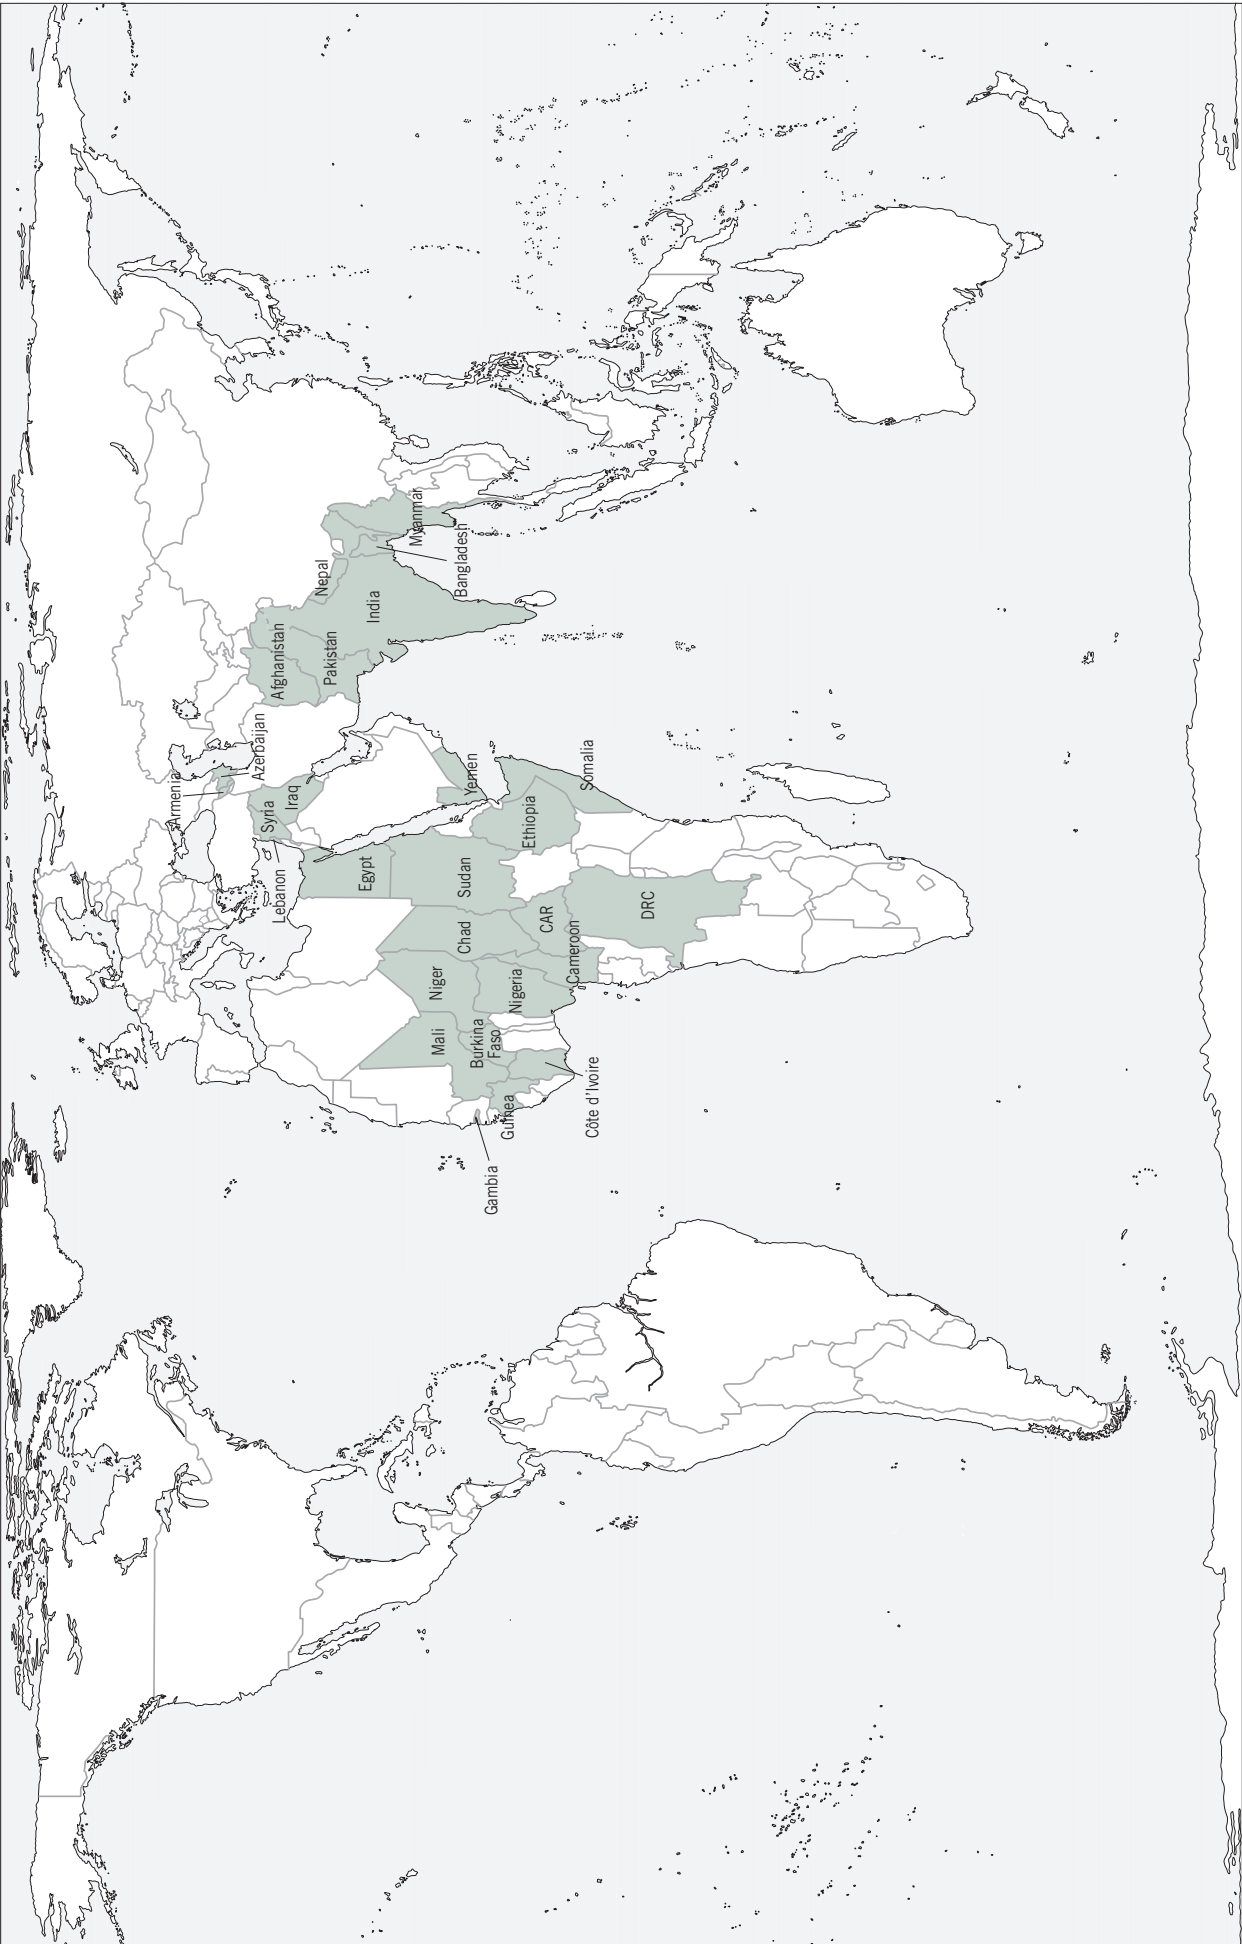 Armenia
Azerbaijan
Syria
Iraq
Lebanon
Afghanistan
Pakistan
Nepal
India
Myanmar
Bangladesh
Yemen
Egypt
Sudan
Ethiopia
Somalia
Chad
CAR
DRC
Niger
Nigeria
Cameroon
Mali
Burkina
Faso
Guinea
Gambia
Côte d'Ivoire